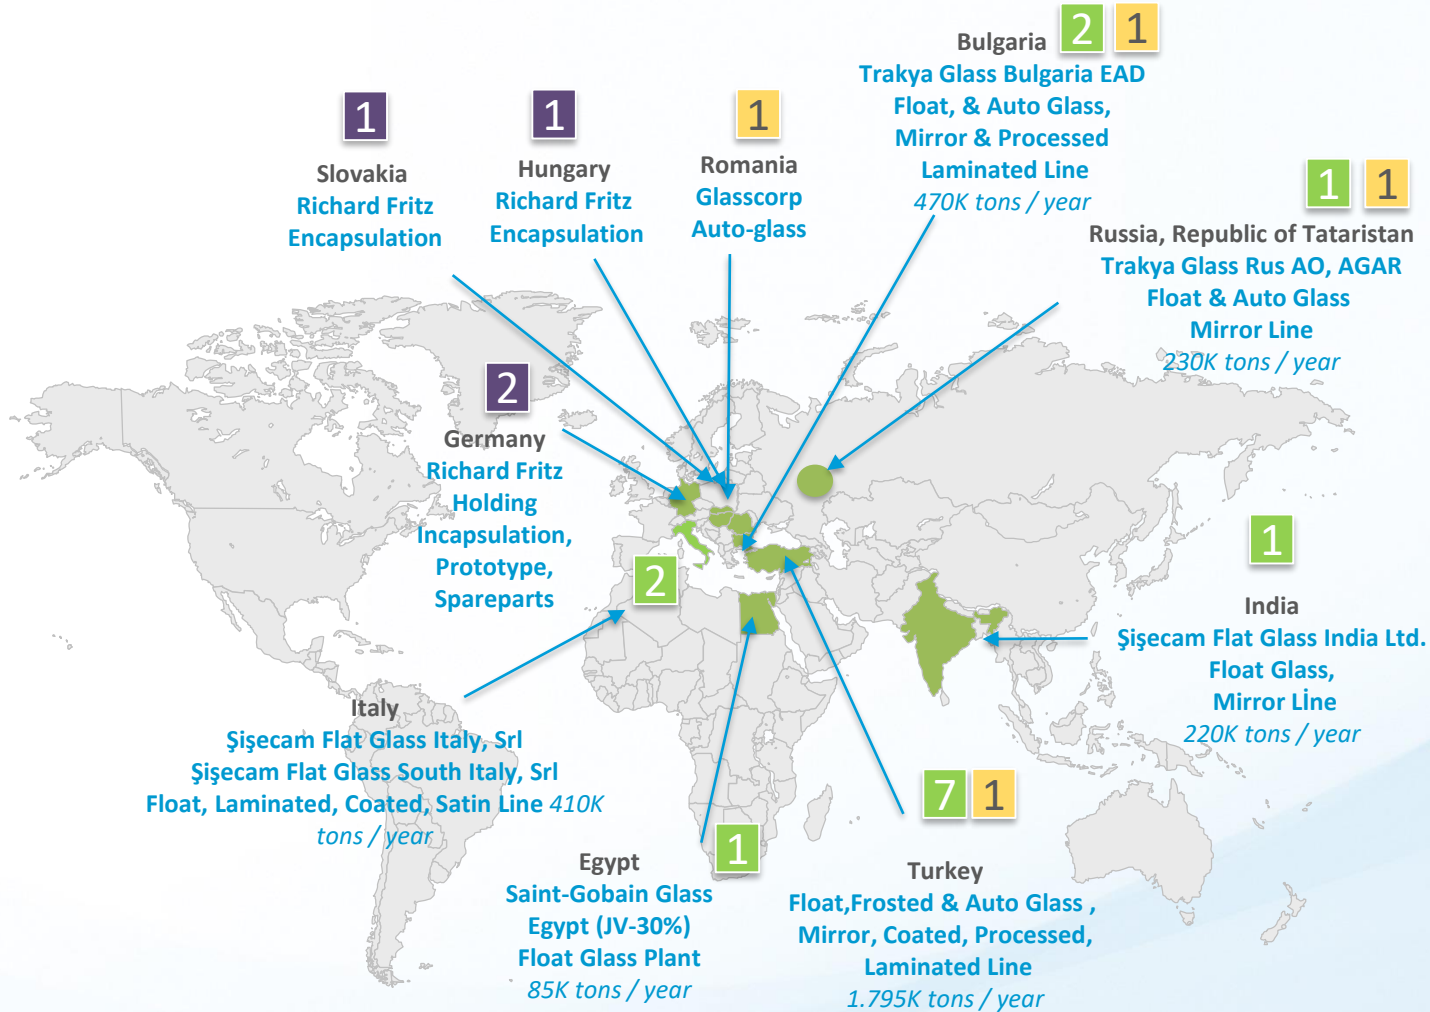 2 1
Bulgaria
Trakya Glass Bulgaria EAD
Float, & Auto Glass,
Mirror & Processed
Laminated Line
470K tons / year
1
Slovakia
Richard Fritz
Encapsulation
1
Hungary
Richard Fritz
Encapsulation
1
Romania
Glasscorp
Auto-glass
1 1
Russia, Republic of Tataristan
Trakya Glass Rus AO, AGAR
Float & Auto Glass
Mirror Line
230K tons / year
2
Germany
Richard Fritz
Holding
Incapsulation,
Prototype,
Spareparts
1
India
Şişecam Flat Glass India Ltd.
Float Glass,
Mirror Lİne
220K tons / year
2
Italy
Şişecam Flat Glass Italy, Srl
Şişecam Flat Glass South Italy, Srl
Float, Laminated, Coated, Satin Line 410K
tons / year
1
Egypt
Saint-Gobain Glass
Egypt (JV-30%)
Float Glass Plant
85K tons / year
7 1
Turkey
Float,Frosted & Auto Glass ,
Mirror, Coated, Processed,
Laminated Line
1.795K tons / year